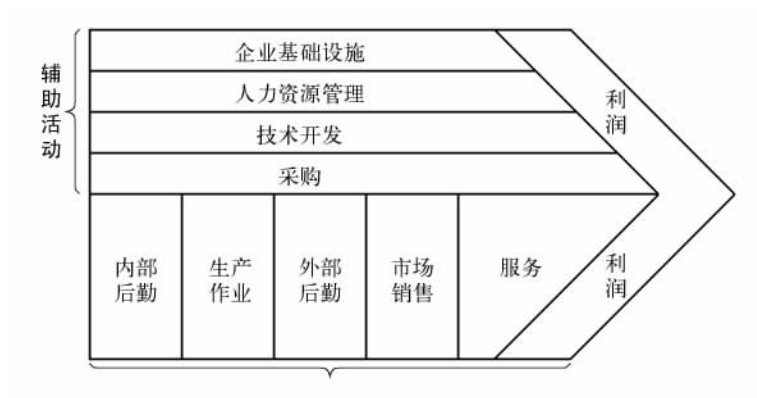 辅助活动
企业基础设施
人力资源管理
技术开发
采购
利润
内部
后勤
生产
作业
外部
后勤
市场
销售
服务
利润